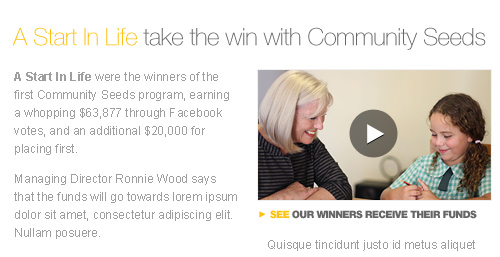 A Start In Life take the win with Community Seeds
A Start In Life were the winners of the
first Community Seeds program, earning
a whopping $63,877 through Facebook
votes, and an additional $20,000 for
placing first.
Managing Director Ronnie Wood says
that the funds will go towards lorem ipsum
dolor sit amet, consectetur adipiscing elit.
Nullam posuere.
► SEE OUR WINNERS RECEIVE THEIR FUNDS
Quisque tincidunt justo id metus aliquet